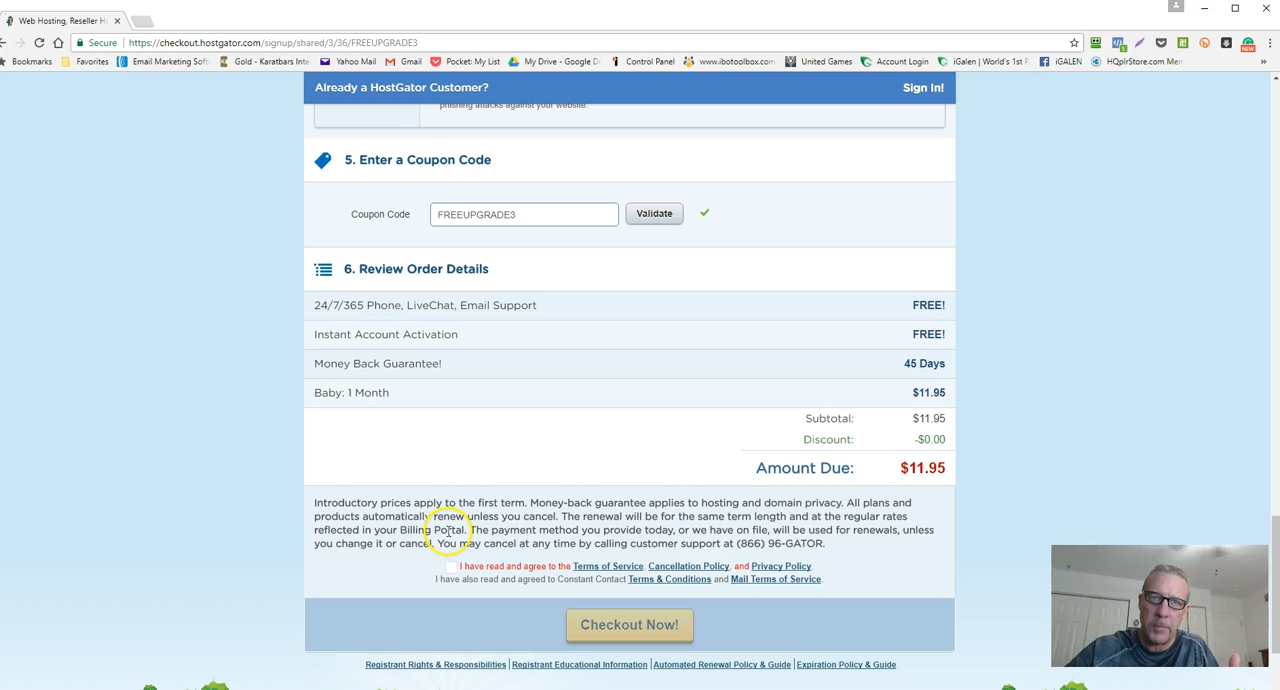 Web Hosting, Reseller H
Secure https://checkout.hostgator.com/signup/shared/3/36/FREEUPGRADE3
Bookmarks Favorites Email Marketing Soft Gold - Karatbars Inte Yahoo Mail Gmail Pocket: My List My Drive - Google D Control Panel www.ibotoolbox.com United Games Account Login iGalen | World's 1st P iGALEN HQplrStore.com Mem »
Already a HostGator Customer? Sign In!
phishing attacks against your website.
5. Enter a Coupon Code
Coupon Code FREEUPGRADE3 Validate
6. Review Order Details
24/7/365 Phone, LiveChat, Email Support FREE!
Instant Account Activation FREE!
Money Back Guarantee! 45 Days
Baby: 1 Month $11.95
Subtotal: $11.95
Discount: -$0.00
Amount Due: $11.95
Introductory prices apply to the first term. Money-back guarantee applies to hosting and domain privacy. All plans and
products automatically renew unless you cancel. The renewal will be for the same term length and at the regular rates
reflected in your Billing Portal. The payment method you provide today, or we have on file, will be used for renewals, unless
you change it or cancel. You may cancel at any time by calling customer support at (866) 96-GATOR.
I have read and agree to the Terms of Service, Cancellation Policy, and Privacy Policy.
I have also read and agreed to Constant Contact Terms & Conditions and Mail Terms of Service.
Checkout Now!
Registrant Rights & Responsibilities | Registrant Educational Information | Automated Renewal Policy & Guide | Expiration Policy & Guide